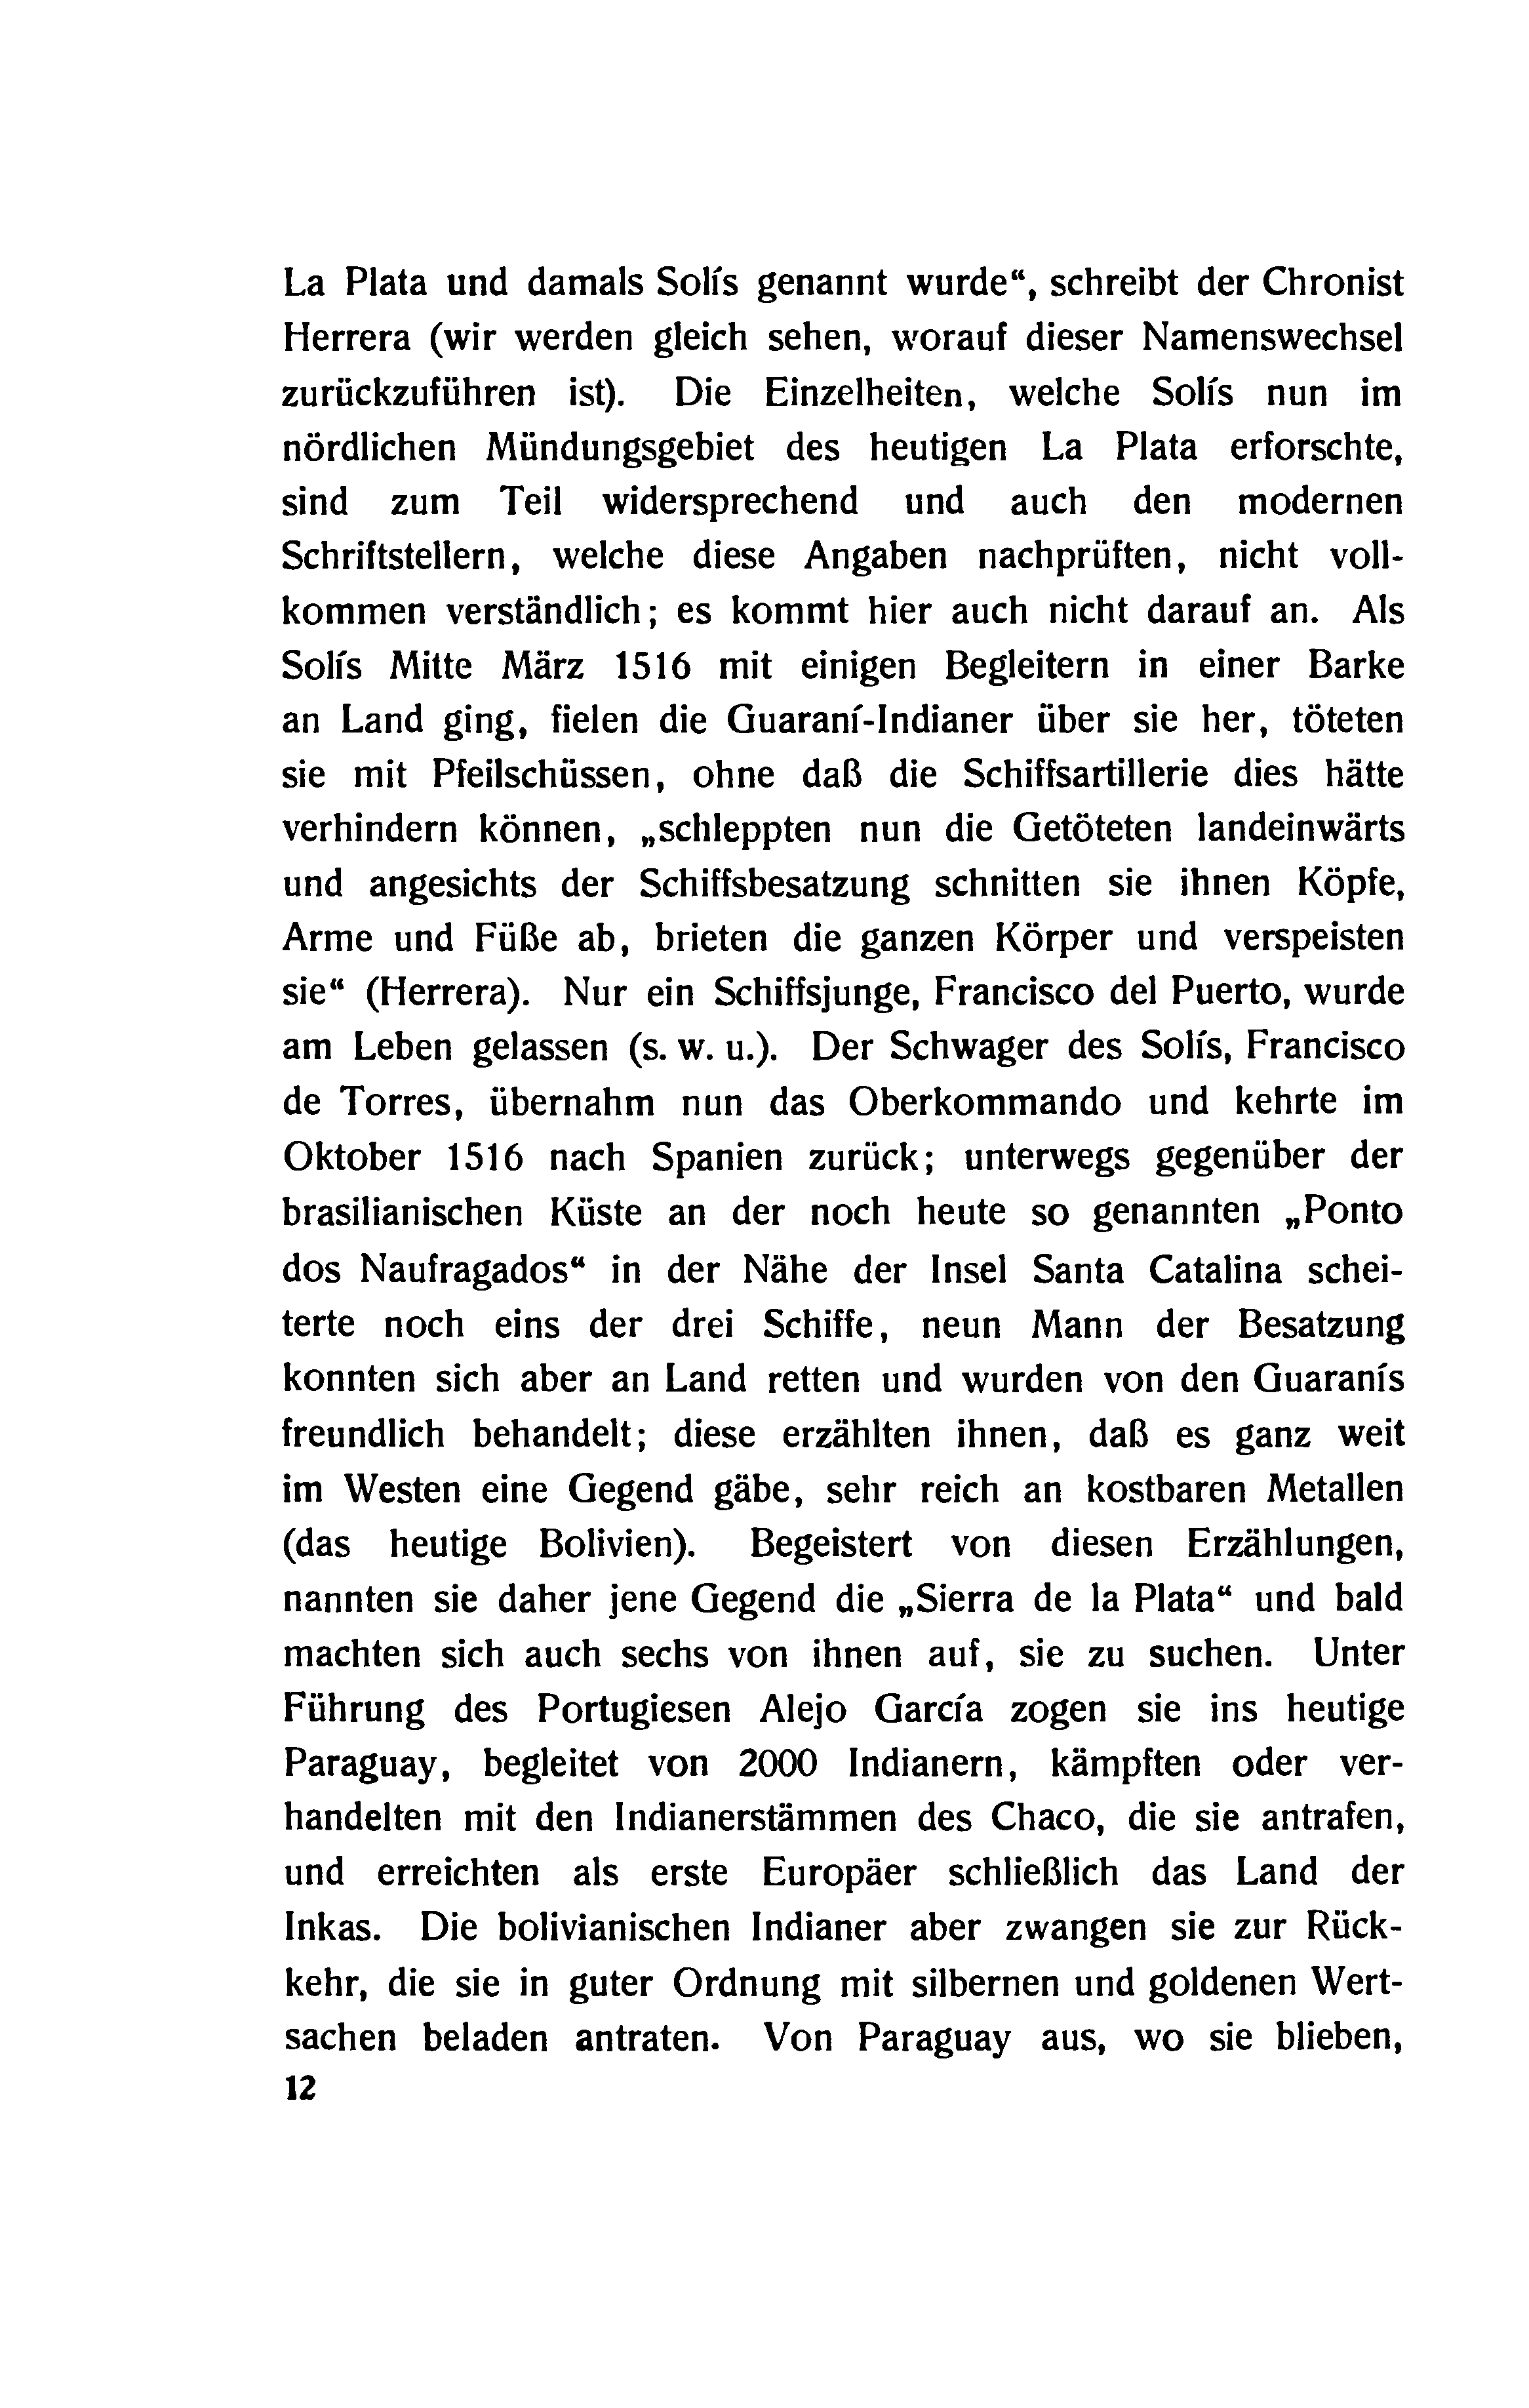 La Plata und damals Solís genannt wurde“, schreibt der Chronist
Herrera (wir werden gleich sehen, worauf dieser Namenswechsel
zurückzuführen ist). Die Einzelheiten, welche Solís nun im
nördlichen Mündungsgebiet des heutigen La Plata erforschte,
sind zum Teil widersprechend und auch den modernen
Schriftstellern, welche diese Angaben nachprüften, nicht voll-
kommen verständlich; es kommt hier auch nicht darauf an. Als
Solís Mitte März 1516 mit einigen Begleitern in einer Barke
an Land ging, fielen die Guaraní-Indianer über sie her, töteten
sie mit Pfeilschüssen, ohne daß die Schiffsartillerie dies hätte
verhindern können, „schleppten nun die Getöteten landeinwärts
und angesichts der Schiffsbesatzung schnitten sie ihnen Köpfe,
Arme und Füße ab, brieten die ganzen Körper und verspeisten
sie“ (Herrera). Nur ein Schiffsjunge, Francisco del Puerto, wurde
am Leben gelassen (s. w. u.). Der Schwager des Solís, Francisco
de Torres, übernahm nun das Oberkommando und kehrte im
Oktober 1516 nach Spanien zurück; unterwegs gegenüber der
brasilianischen Küste an der noch heute so genannten „Ponto
dos Naufragados“ in der Nähe der Insel Santa Catalina schei-
terte noch eins der drei Schiffe, neun Mann der Besatzung
konnten sich aber an Land retten und wurden von den Guaranís
freundlich behandelt; diese erzählten ihnen, daß es ganz weit
im Westen eine Gegend gäbe, sehr reich an kostbaren Metallen
(das heutige Bolivien). Begeistert von diesen Erzählungen,
nannten sie daher jene Gegend die „Sierra de la Plata“ und bald
machten sich auch sechs von ihnen auf, sie zu suchen. Unter
Führung des Portugiesen Alejo García zogen sie ins heutige
Paraguay, begleitet von 2000 Indianern, kämpften oder ver-
handelten mit den Indianerstämmen des Chaco, die sie antrafen,
und erreichten als erste Europäer schließlich das Land der
Inkas. Die bolivianischen Indianer aber zwangen sie zur Rück-
kehr, die sie in guter Ordnung mit silbernen und goldenen Wert-
sachen beladen antraten. Von Paraguay aus, wo sie blieben,
12